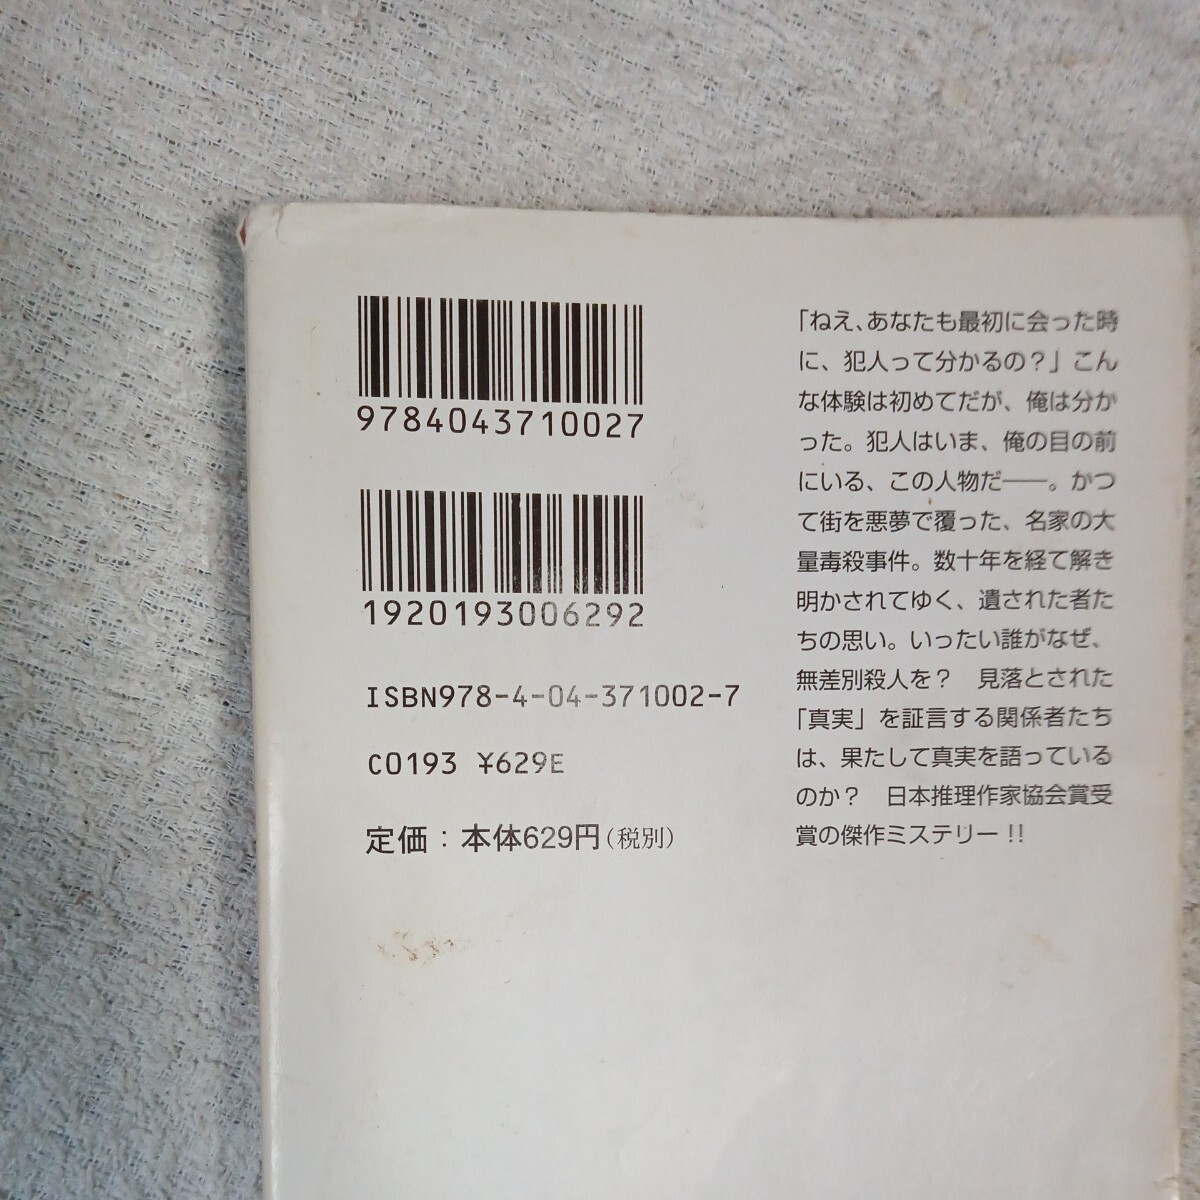 9784043710027
1920193006292
ISBN978-4-04-371002-7
C0193 ¥629E
定価：本体629円(税別)
「ねえ、あなたも最初に会った時
に、犯人って分かるの？」こん
な体験は初めてだが、俺は分か
った。犯人はいま、俺の目の前
にいる、この人物だ——。かつ
て街を悪夢で覆った、名家の大
量毒殺事件。数十年を経て解き
明かされてゆく、遺された者た
ちの思い。いったい誰がなぜ、
無差別殺人を？　見落とされた
「真実」を証言する関係者たち
は、果たして真実を語っている
のか？　日本推理作家協会賞受
賞の傑作ミステリー!!